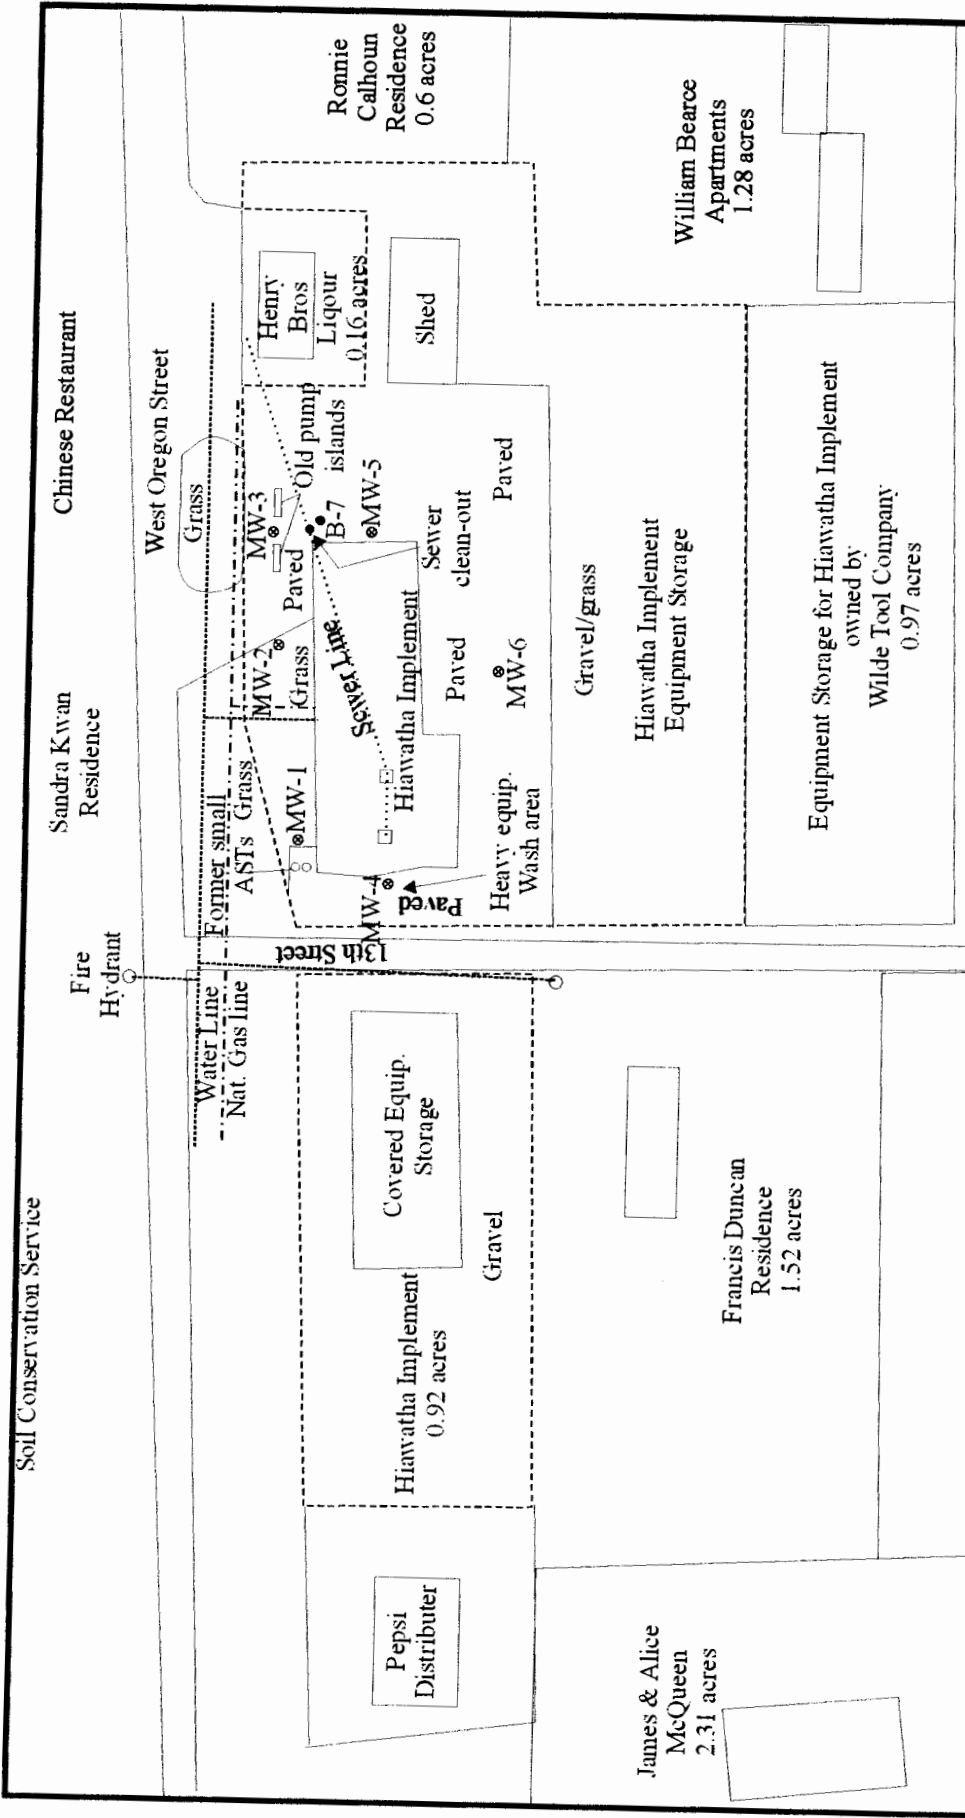 Soil Conservation Service
Sandra Kwan
Residence
Chinese Restaurant
Fire
Hydrant
West Oregon Street
Grass
Water Line
Nat. Gas line
Former small
ASTs
Grass
MW-1
MW-2
Grass
Paved
MW-3
Old pump
islands
B-7
MW-5
Henry
Bros
Liqour
0.16 acres
Ronnie
Calhoun
Residence
0.6 acres
Shed
13th Street
MW-4
Paved
Sewer Line
Hiawatha Implement
Sewer
clean-out
Paved
Paved
MW-6
Heavy equip.
Wash area
Gravel/grass
Hiawatha Implement
Equipment Storage
William Bearce
Apartments
1.28 acres
Equipment Storage for Hiawatha Implement
owned by
Wilde Tool Company
0.97 acres
Covered Equip.
Storage
Hiawatha Implement
0.92 acres
Gravel
Pepsi
Distributer
Francis Duncan
Residence
1.52 acres
James & Alice
McQueen
2.31 acres